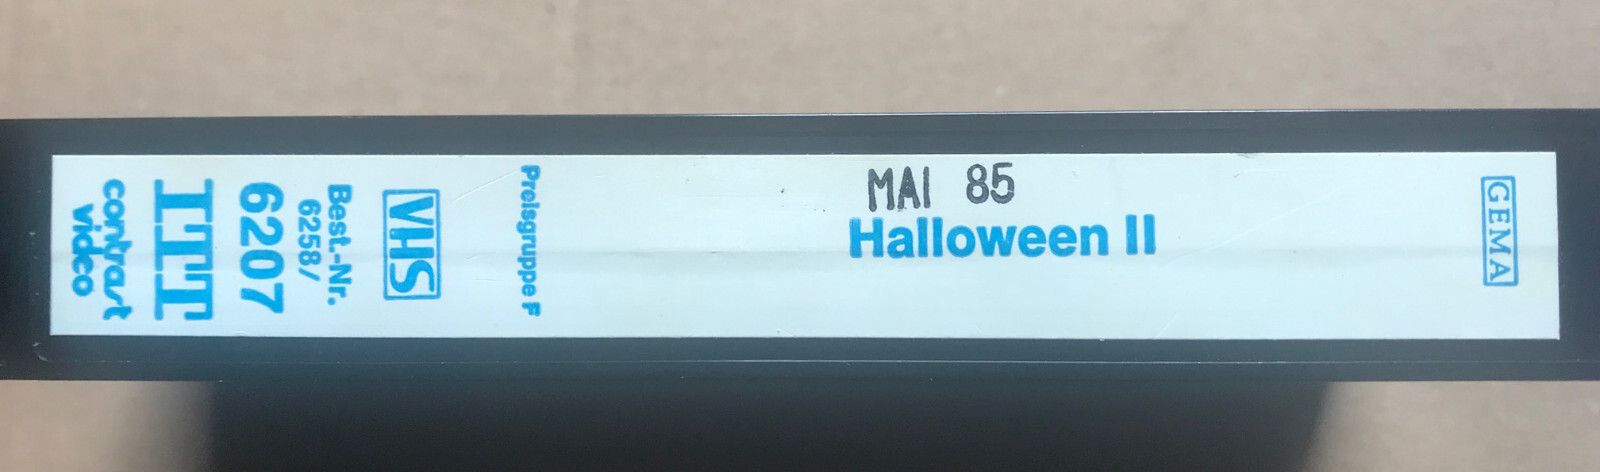 contrast
video
ITT
6207
6258/
Best.-Nr.
VHS
Preisgruppe F
MAI 85
Halloween II
GEMA